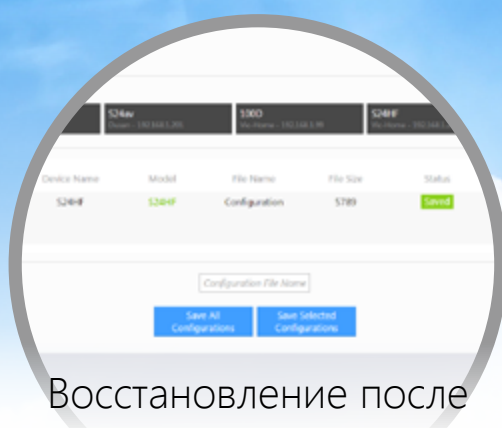 524av 1000 524HF
Device Name Model File Name File Size Status
524HF 524HF Configuration 5789 Saved
Configuration File Name
Save All Save Selected
Configurations Configurations
Восстановление после